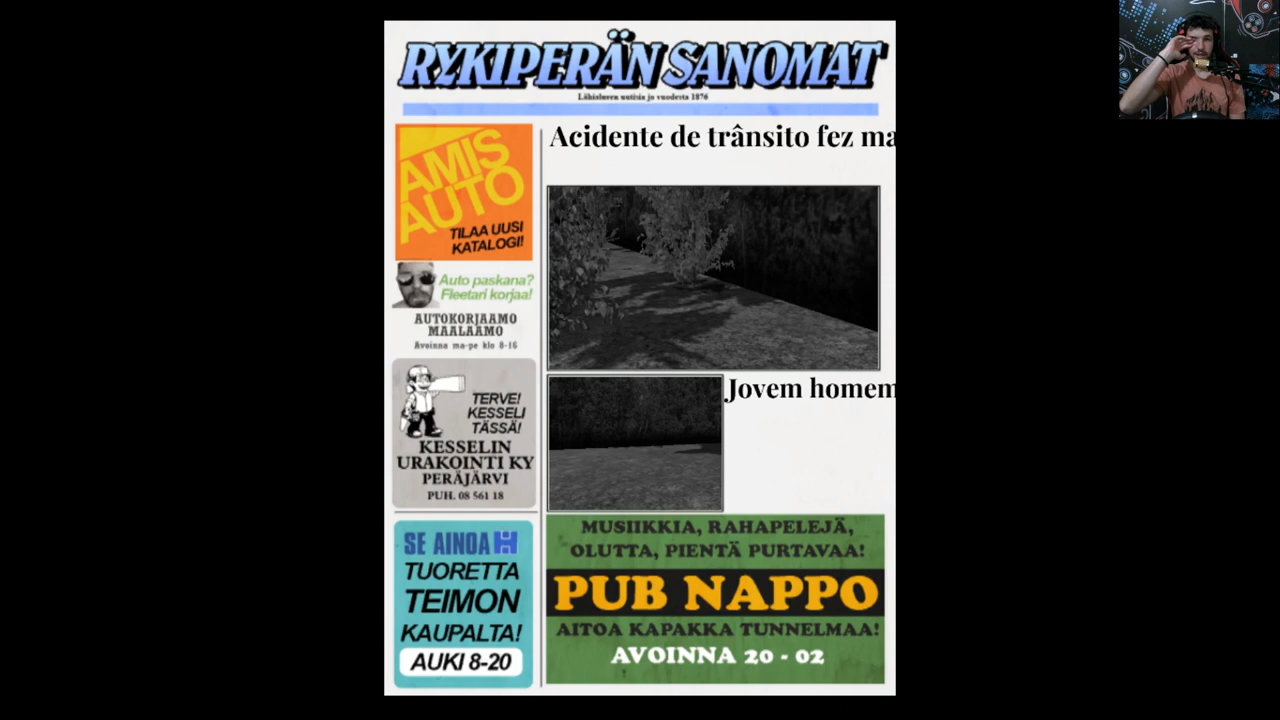 RYKIPERÄN SANOMAT
Lähialueen uutisia jo vuodesta 1876
AMIS
AUTO
TILAA UUSI
KATALOGI!
Auto paskana?
Fleetari korjaa!
AUTOKORJAAMO
MAALAAMO
Avoinna ma-pe klo 8-16
TERVE!
KESSELI
TÄSSÄ!
KESSELIN
URAKOINTI KY
PERÄJÄRVI
PUH. 08 561 18
SE AINOA H
TUORETTA
TEIMON
KAUPALTA!
AUKI 8-20
Acidente de trânsito fez ma
Jovem homem
MUSIIKKIA, RAHAPELEJÄ,
OLUTTA, PIENTÄ PURTAVAA!
PUB NAPPO
AITOA KAPAKKA TUNNELMAA!
AVOINNA 20 - 02